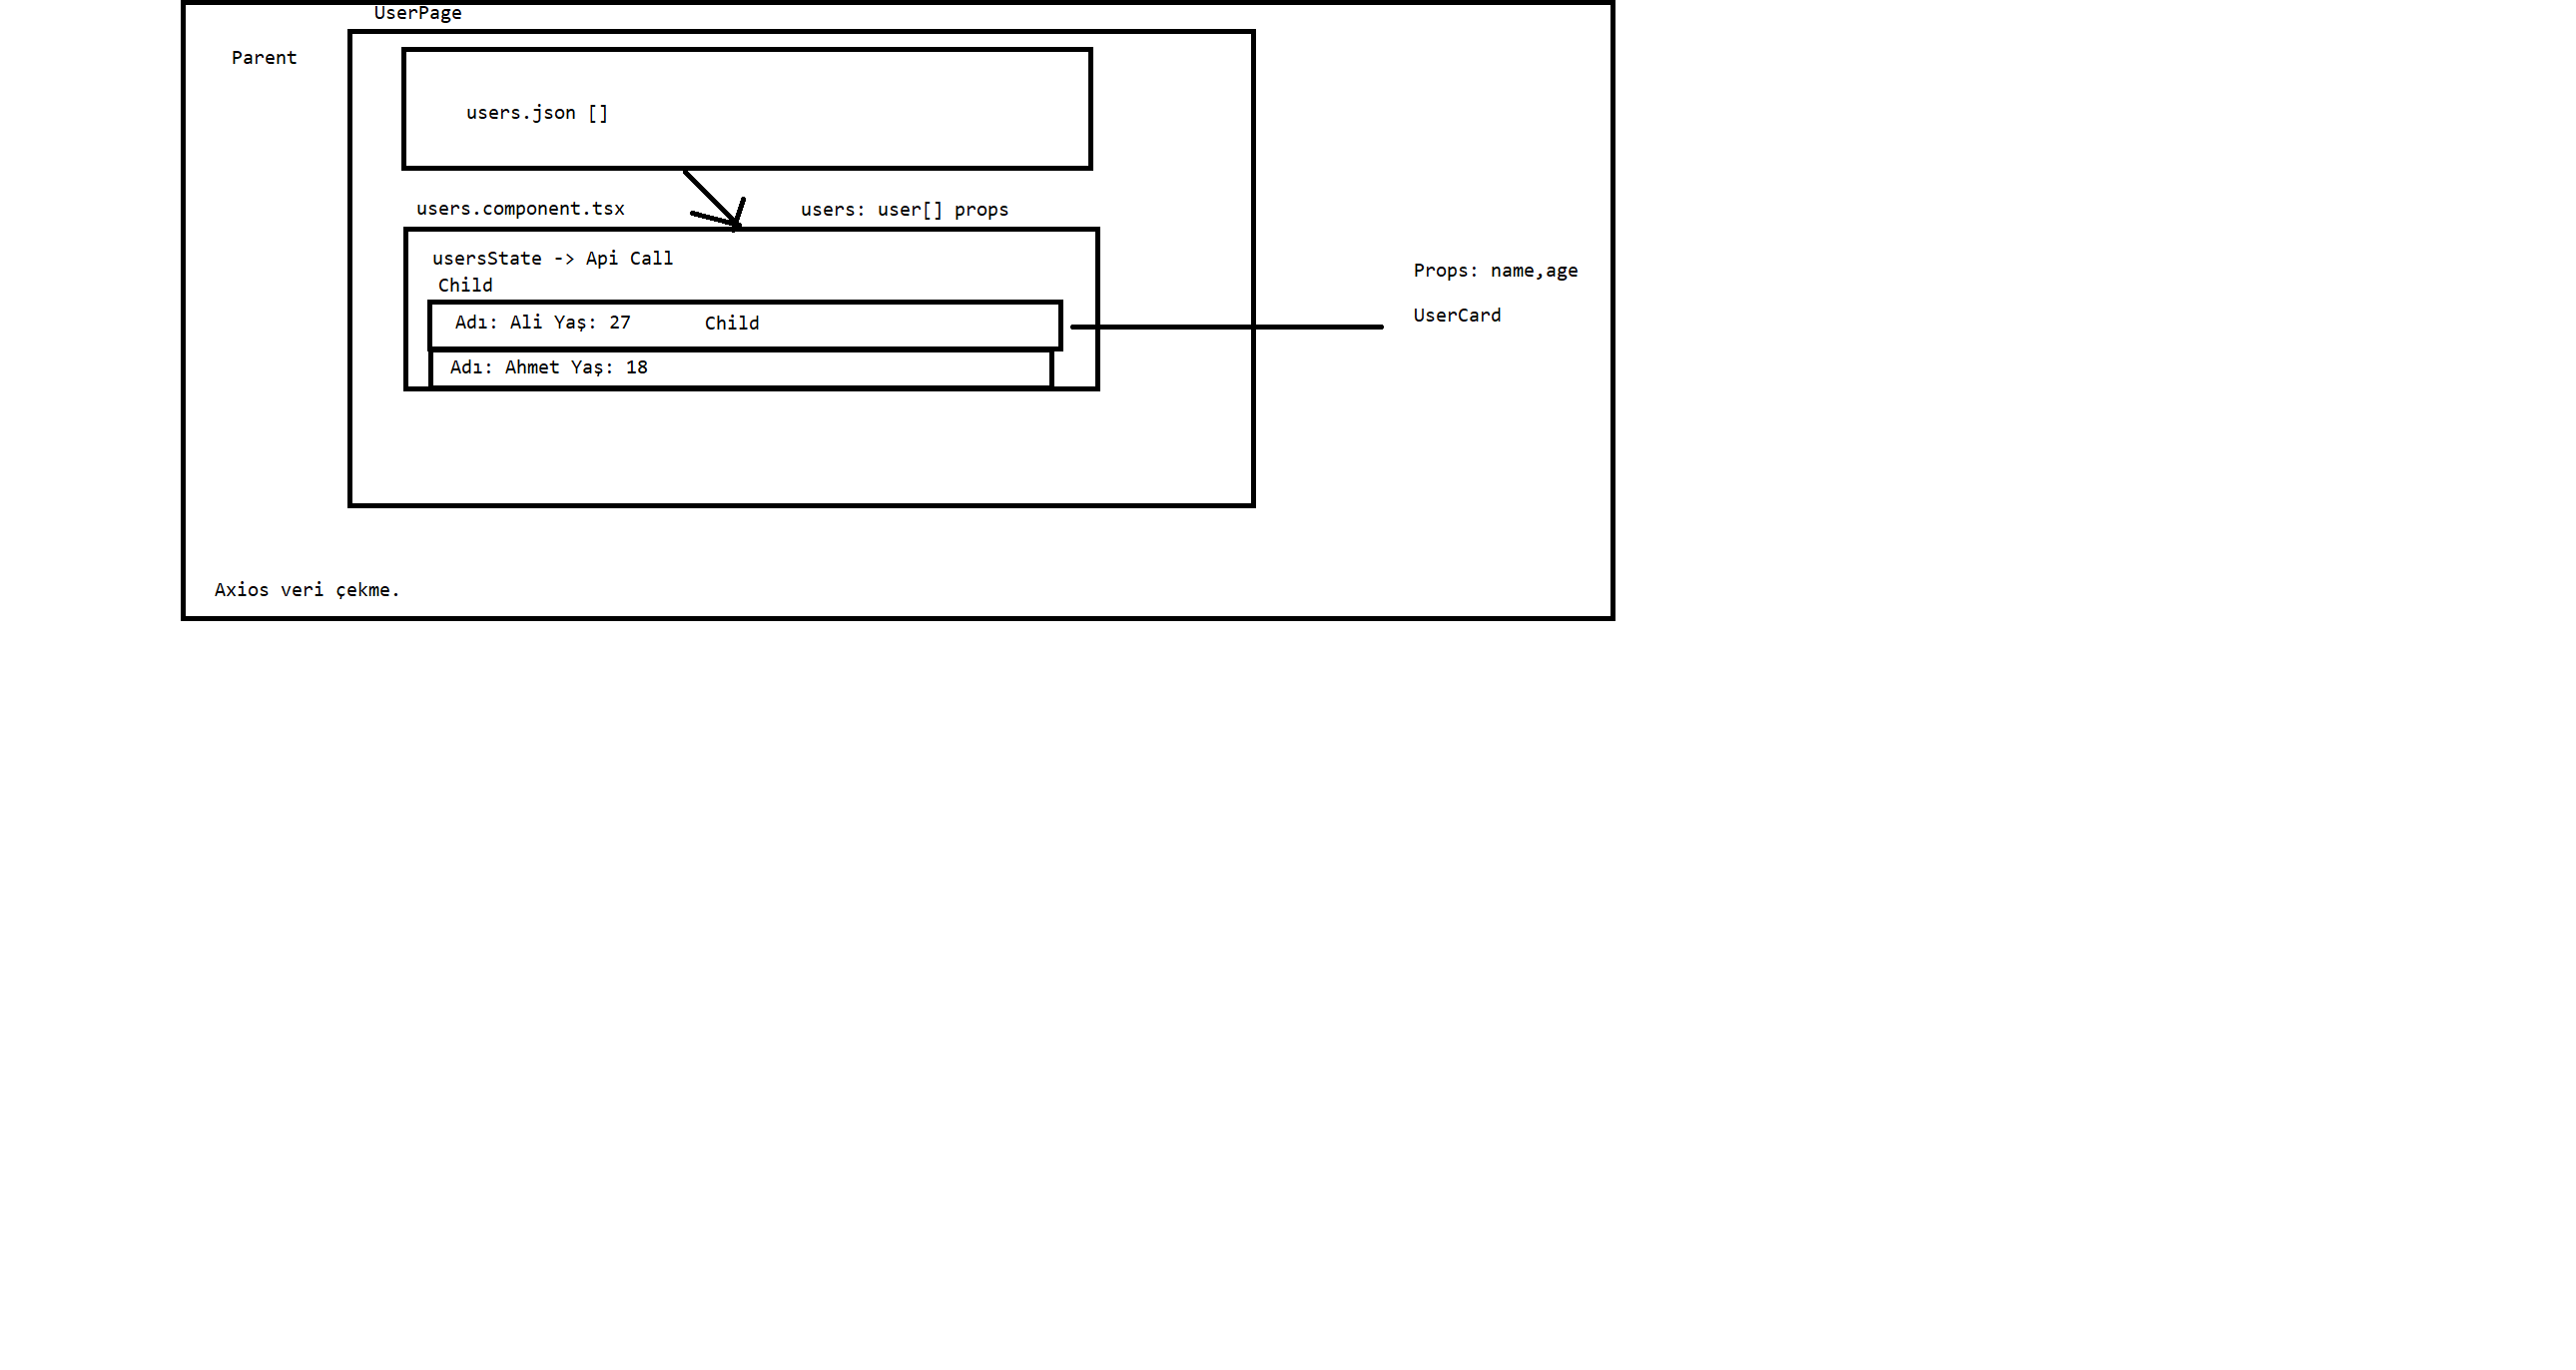 UserPage
Parent
users.json []
users.component.tsx
users: user[] props
usersState -> Api Call
Child
Adı: Ali Yaş: 27
Child
Adı: Ahmet Yaş: 18
Props: name,age
UserCard
Axios veri çekme.